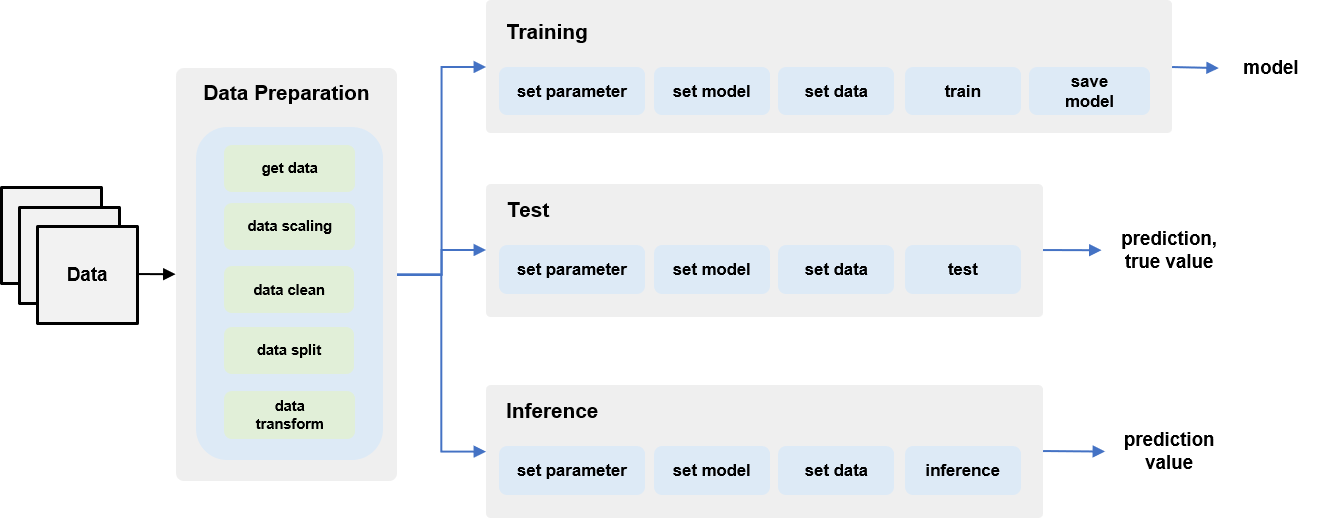 Data
Data Preparation
get data
data scaling
data clean
data split
data
transform
Training
set parameter
set model
set data
train
save
model
model
Test
set parameter
set model
set data
test
prediction,
true value
Inference
set parameter
set model
set data
inference
prediction
value